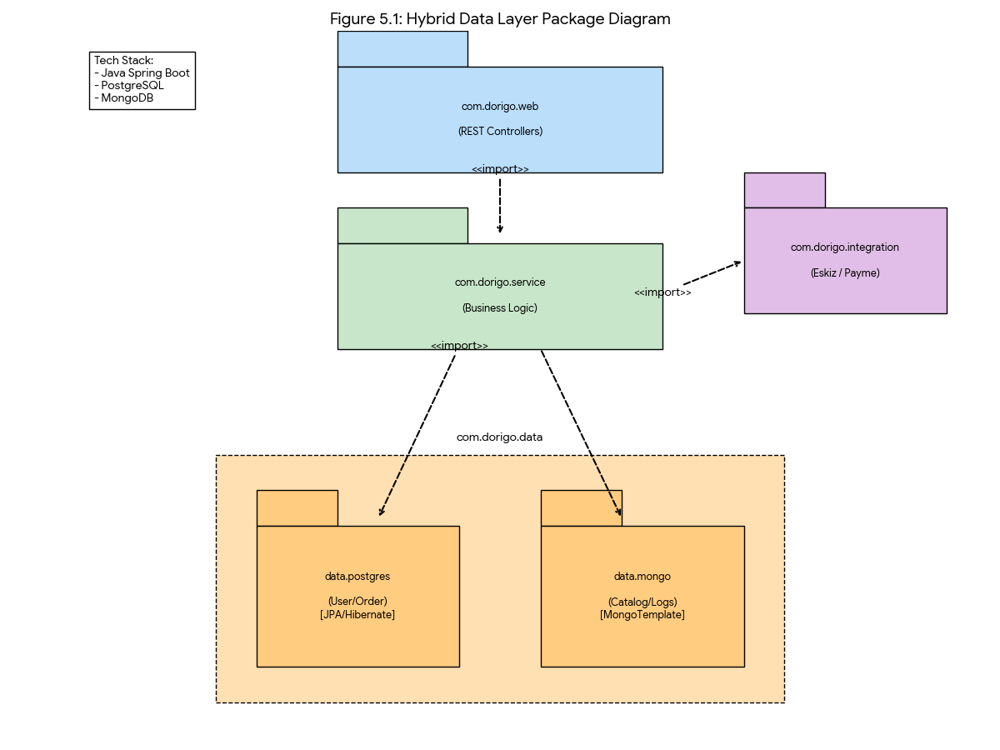 Figure 5.1: Hybrid Data Layer Package Diagram
Tech Stack:
- Java Spring Boot
- PostgreSQL
- MongoDB
com.dorigo.web
(REST Controllers)
<<import>>
com.dorigo.integration
(Eskiz / Payme)
com.dorigo.service
(Business Logic)
<<import>>
<<import>>
com.dorigo.data
data.postgres
(User/Order)
[JPA/Hibernate]
data.mongo
(Catalog/Logs)
[MongoTemplate]